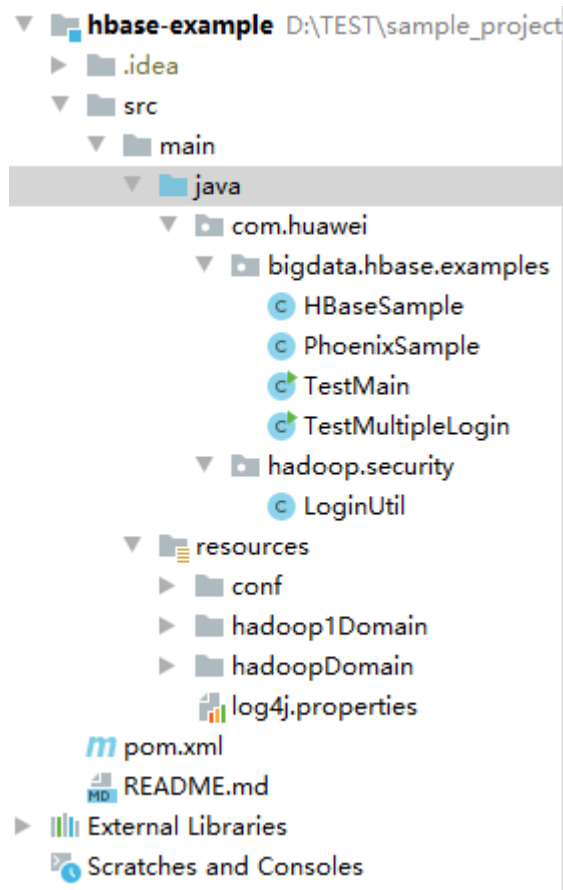 hbase-example D:\TEST\sample_project
.idea
src
main
java
com.huawei
bigdata.hbase.examples
C HBaseSample
C PhoenixSample
C TestMain
C TestMultipleLogin
hadoop.security
C LoginUtil
resources
conf
hadoop1Domain
hadoopDomain
log4j.properties
m pom.xml
MD README.md
External Libraries
Scratches and Consoles